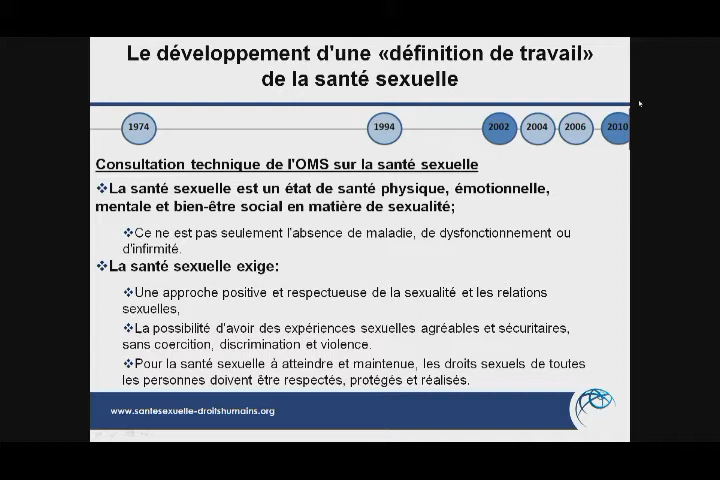 Le développement d'une «définition de travail»
de la santé sexuelle
1974 1994 2002 2004 2006 2010
Consultation technique de l'OMS sur la santé sexuelle
❖La santé sexuelle est un état de santé physique, émotionnelle,
mentale et bien-être social en matière de sexualité;
❖Ce ne est pas seulement l'absence de maladie, de dysfonctionnement ou
d'infirmité.
❖La santé sexuelle exige:
❖Une approche positive et respectueuse de la sexualité et les relations
sexuelles,
❖La possibilité d'avoir des expériences sexuelles agréables et sécuritaires,
sans coercition, discrimination et violence.
❖Pour la santé sexuelle à atteindre et maintenue, les droits sexuels de toutes
les personnes doivent être respectés, protégés et réalisés.
www.santesexuelle-droitshumains.org